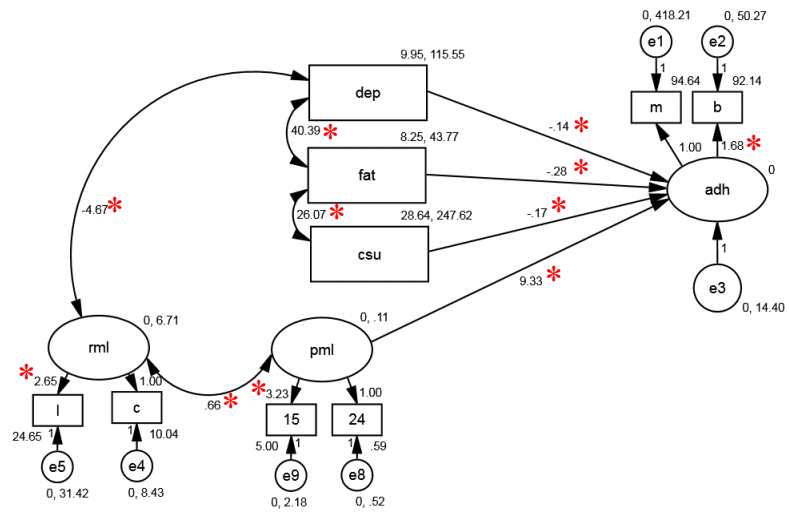 0, 418.21
0, 50.27
e1
e2
9.95, 115.55
1
1
94.64
92.14
dep
m
b
-.14 *
40.39 *
8.25, 43.77
1.00
1.68 *
-.28 *
0
fat
adh
-4.67 *
26.07 *
28.64, 247.62
-.17 *
csu
1
9.33 *
e3
0, 14.40
0, 6.71
0, .11
rml
pml
* 2.65
1.00
.66 *
* 3.23
1.00
l
c
15
24
24.65
1
1
10.04
5.00
1
1
.59
e5
e4
e9
e8
0, 31.42
0, 8.43
0, 2.18
0, .52